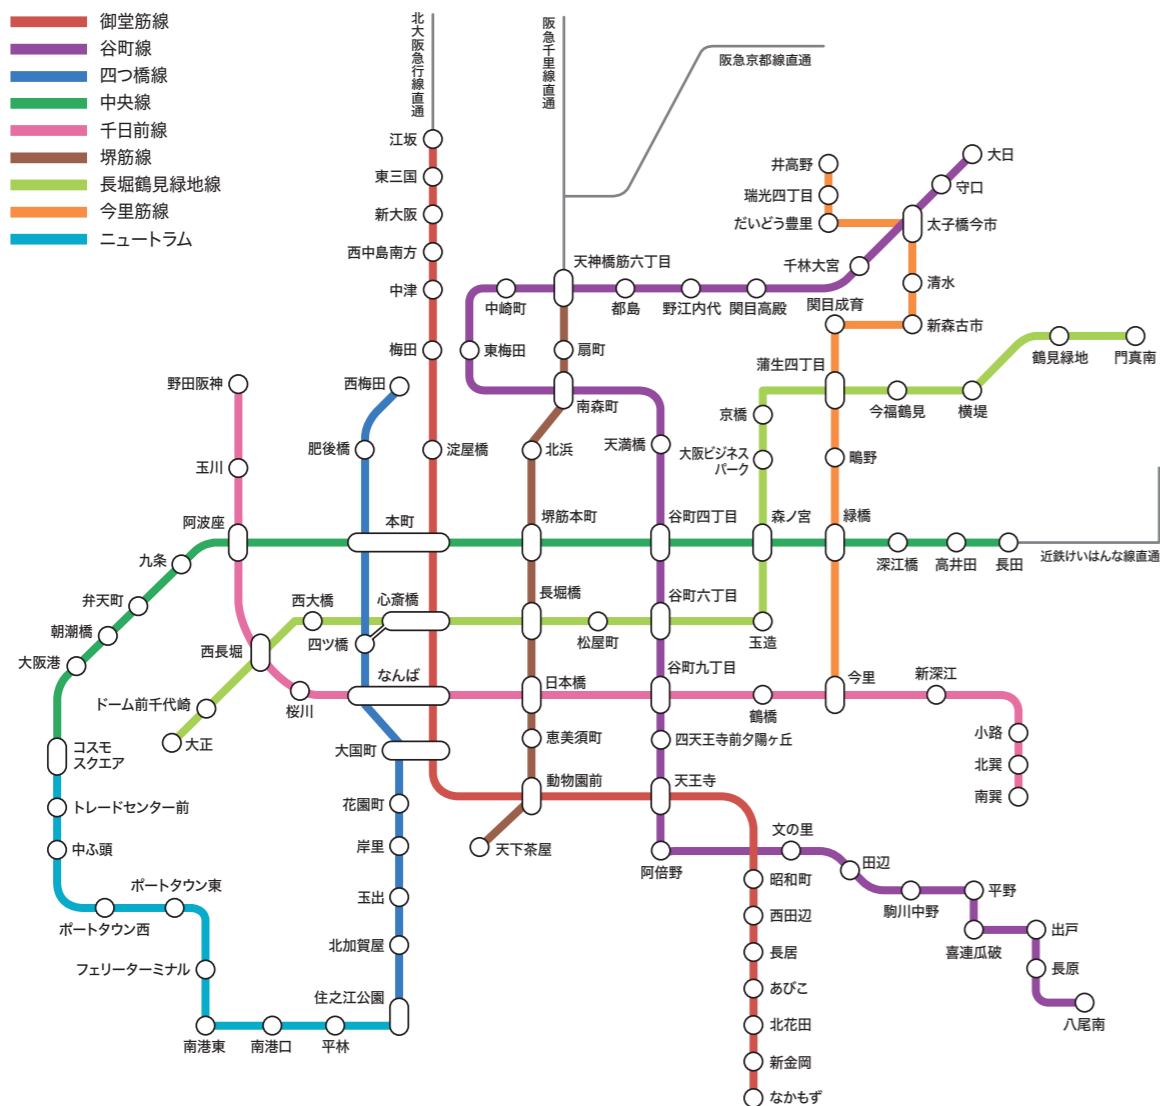 御堂筋線
谷町線
四つ橋線
中央線
千日前線
堺筋線
長堀鶴見緑地線
今里筋線
ニュートラム
北大阪急行線直通
阪急千里線直通
阪急京都線直通
江坂
東三国
新大阪
西中島南方
中津
梅田
淀屋橋
井高野
瑞光四丁目
だいどう豊里
大日
守口
太子橋今市
千林大宮
清水
関目成育
新森古市
天神橋筋六丁目
中崎町
都島
野江内代
関目高殿
東梅田
扇町
南森町
蒲生四丁目
鶴見緑地
門真南
今福鶴見
横堤
京橋
大阪ビジネス
パーク
鴫野
野田阪神
西梅田
玉川
肥後橋
北浜
天満橋
阿波座
本町
堺筋本町
谷町四丁目
森ノ宮
緑橋
深江橋
高井田
長田
近鉄けいはんな線直通
九条
弁天町
朝潮橋
大阪港
西大橋
心斎橋
四ツ橋
長堀橋
松屋町
谷町六丁目
玉造
西長堀
ドーム前千代崎
大正
桜川
なんば
日本橋
谷町九丁目
鶴橋
今里
新深江
小路
北巽
南巽
コスモ
スクエア
トレードセンター前
中ふ頭
ポートタウン東
ポートタウン西
フェリーターミナル
南港東
南港口
平林
住之江公園
大国町
花園町
岸里
玉出
北加賀屋
恵美須町
動物園前
天下茶屋
四天王寺前夕陽ヶ丘
天王寺
阿倍野
文の里
田辺
駒川中野
平野
喜連瓜破
出戸
長原
八尾南
昭和町
西田辺
長居
あびこ
北花田
新金岡
なかもず